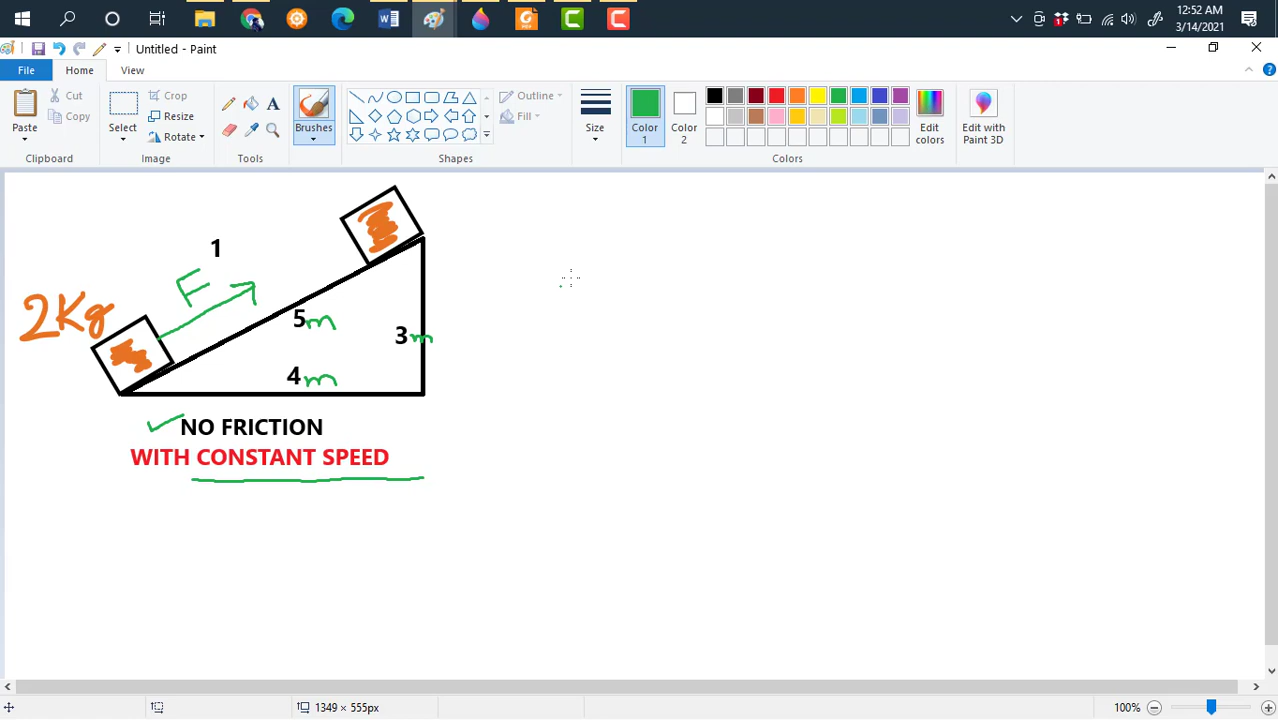 12:52 AM
3/14/2021
Untitled - Paint
File Home View
Paste
Cut
Copy
Clipboard
Select
Crop
Resize
Rotate
Image
A
Tools
Brushes
Outline
Fill
Shapes
Size
Color 1
Color 2
Edit colors
Colors
Edit with Paint 3D
1
F
2Kg
5m
3m
4m
NO FRICTION
WITH CONSTANT SPEED
1349 × 555px
100%